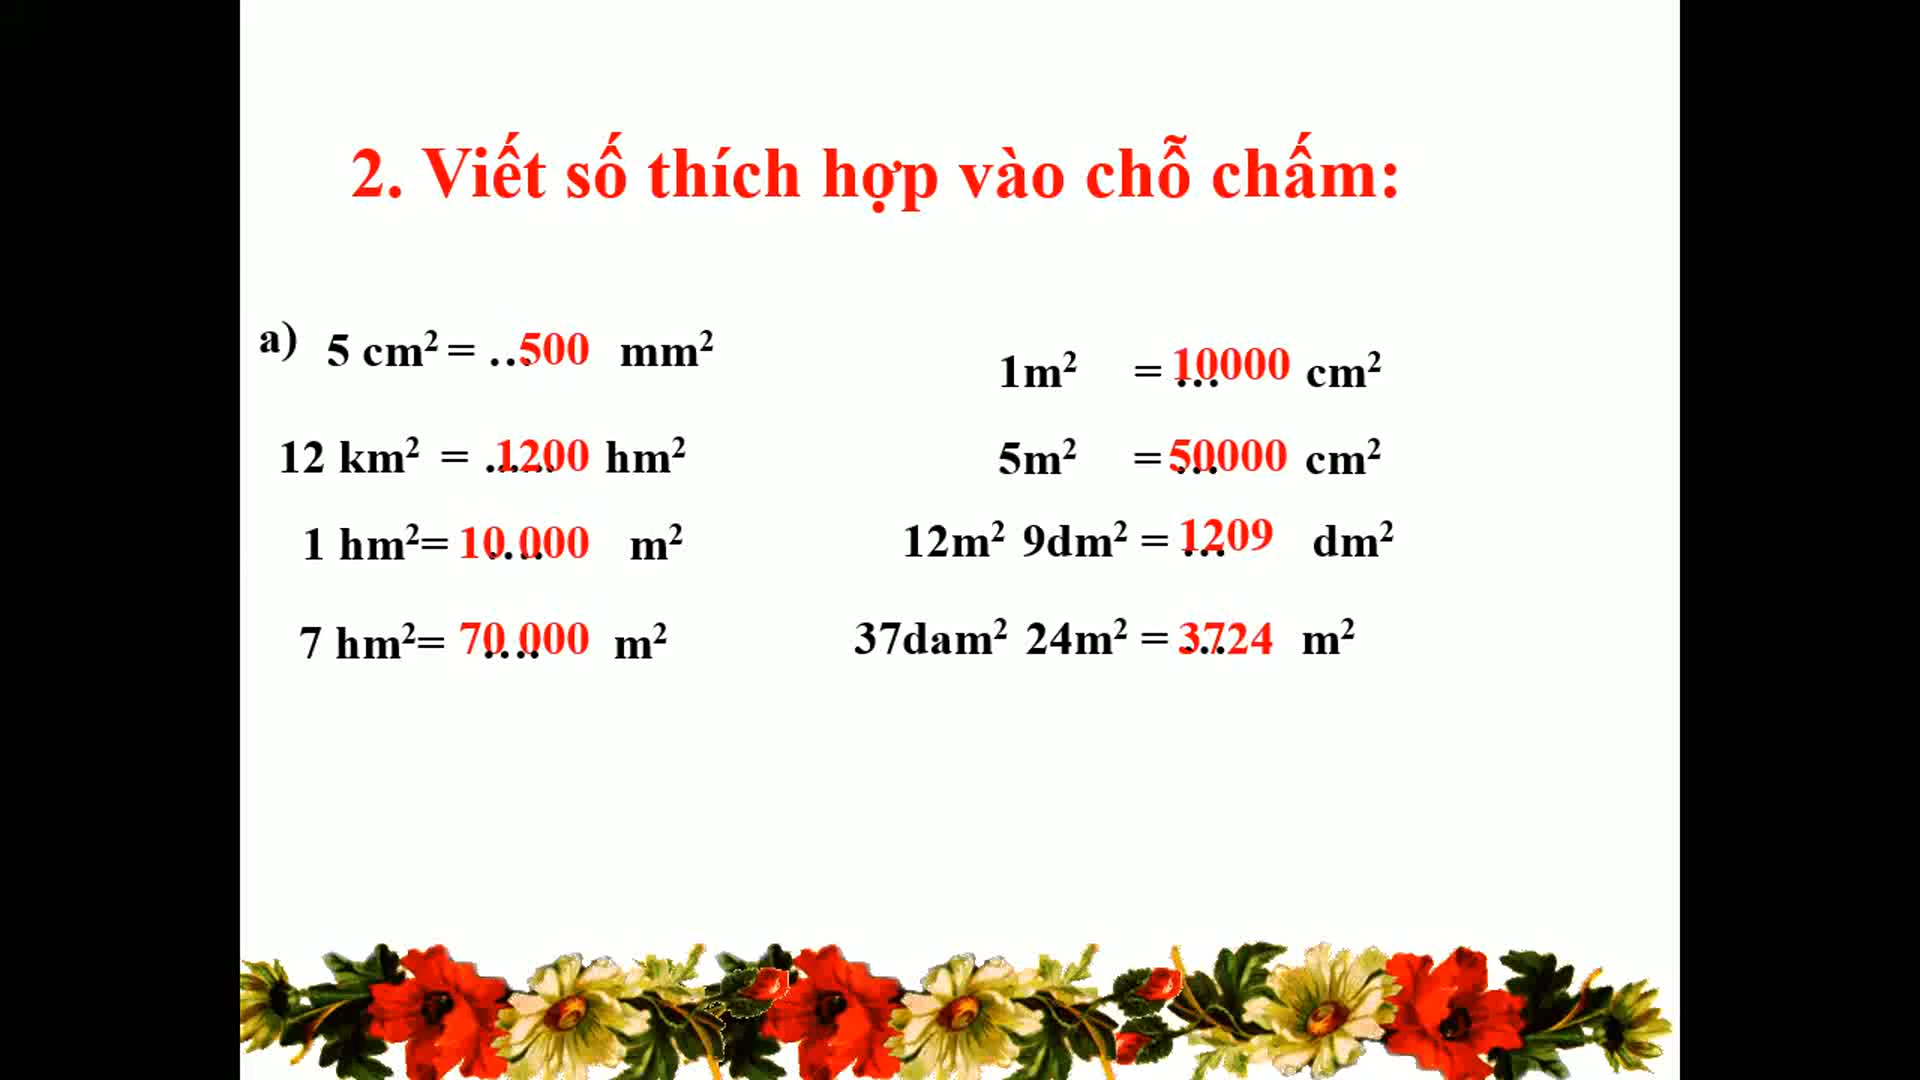 2. Viết số thích hợp vào chỗ chấm:
a) 5 cm² = ...500 mm²
12 km² = ......1200 hm²
1 hm²= 10.000 m²
7 hm²= 70.000 m²
1m² = 10000 cm²
5m² = 50000 cm²
12m² 9dm² = 1209 dm²
37dam² 24m² = 3724 m²